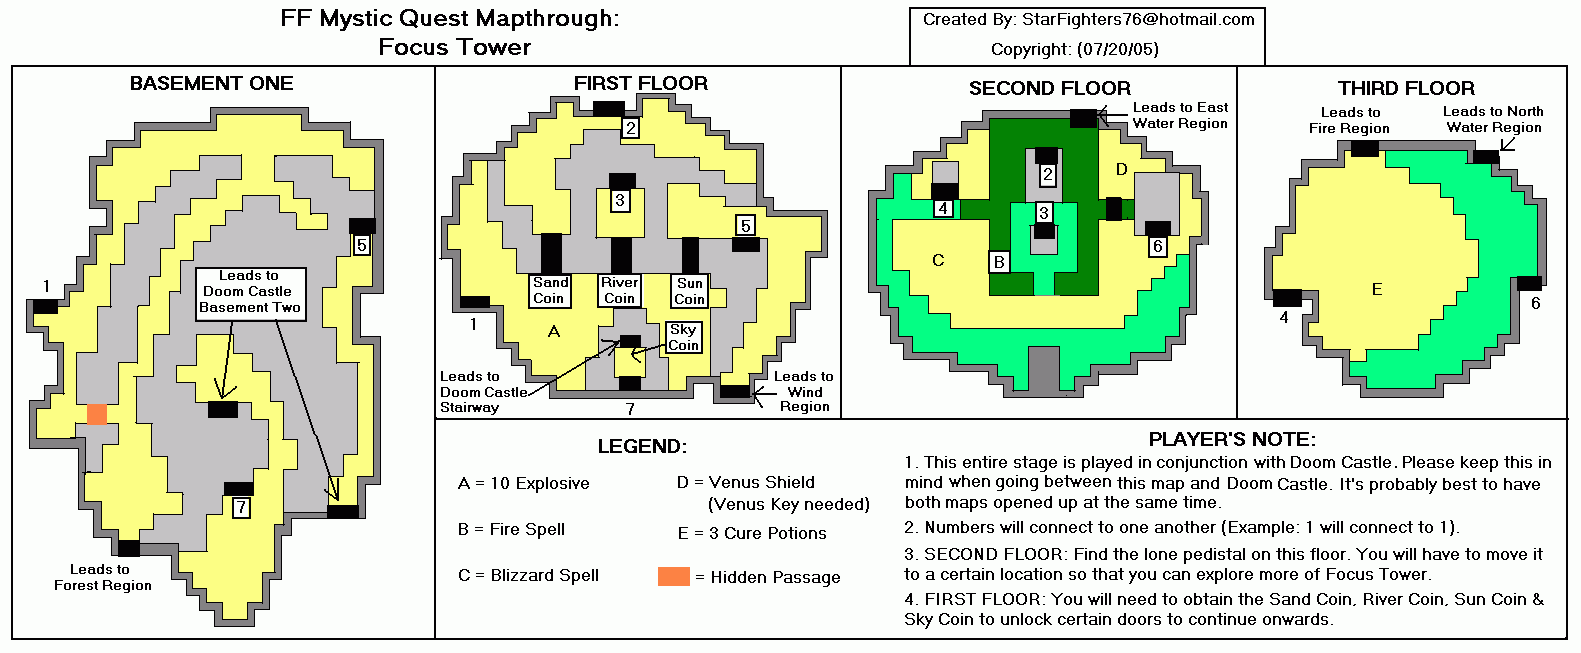 FF Mystic Quest Mapthrough:
Focus Tower
Created By: StarFighters76@hotmail.com
Copyright: (07/20/05)
BASEMENT ONE
5
1
Leads to
Doom Castle
Basement Two
7
Leads to
Forest Region
FIRST FLOOR
2
3
5
Sand
Coin
River
Coin
Sun
Coin
1
A
Sky
Coin
Leads to
Doom Castle
Stairway
7
Leads to
Wind
Region
SECOND FLOOR
Leads to East
Water Region
2
D
4
3
6
C
B
THIRD FLOOR
Leads to
Fire Region
Leads to North
Water Region
E
4
6
LEGEND:
A = 10 Explosive
B = Fire Spell
C = Blizzard Spell
D = Venus Shield
(Venus Key needed)
E = 3 Cure Potions
= Hidden Passage
PLAYER'S NOTE:
1. This entire stage is played in conjunction with Doom Castle. Please keep this in
mind when going between this map and Doom Castle. It's probably best to have
both maps opened up at the same time.
2. Numbers will connect to one another (Example: 1 will connect to 1).
3. SECOND FLOOR: Find the lone pedistal on this floor. You will have to move it
to a certain location so that you can explore more of Focus Tower.
4. FIRST FLOOR: You will need to obtain the Sand Coin, River Coin, Sun Coin &
Sky Coin to unlock certain doors to continue onwards.